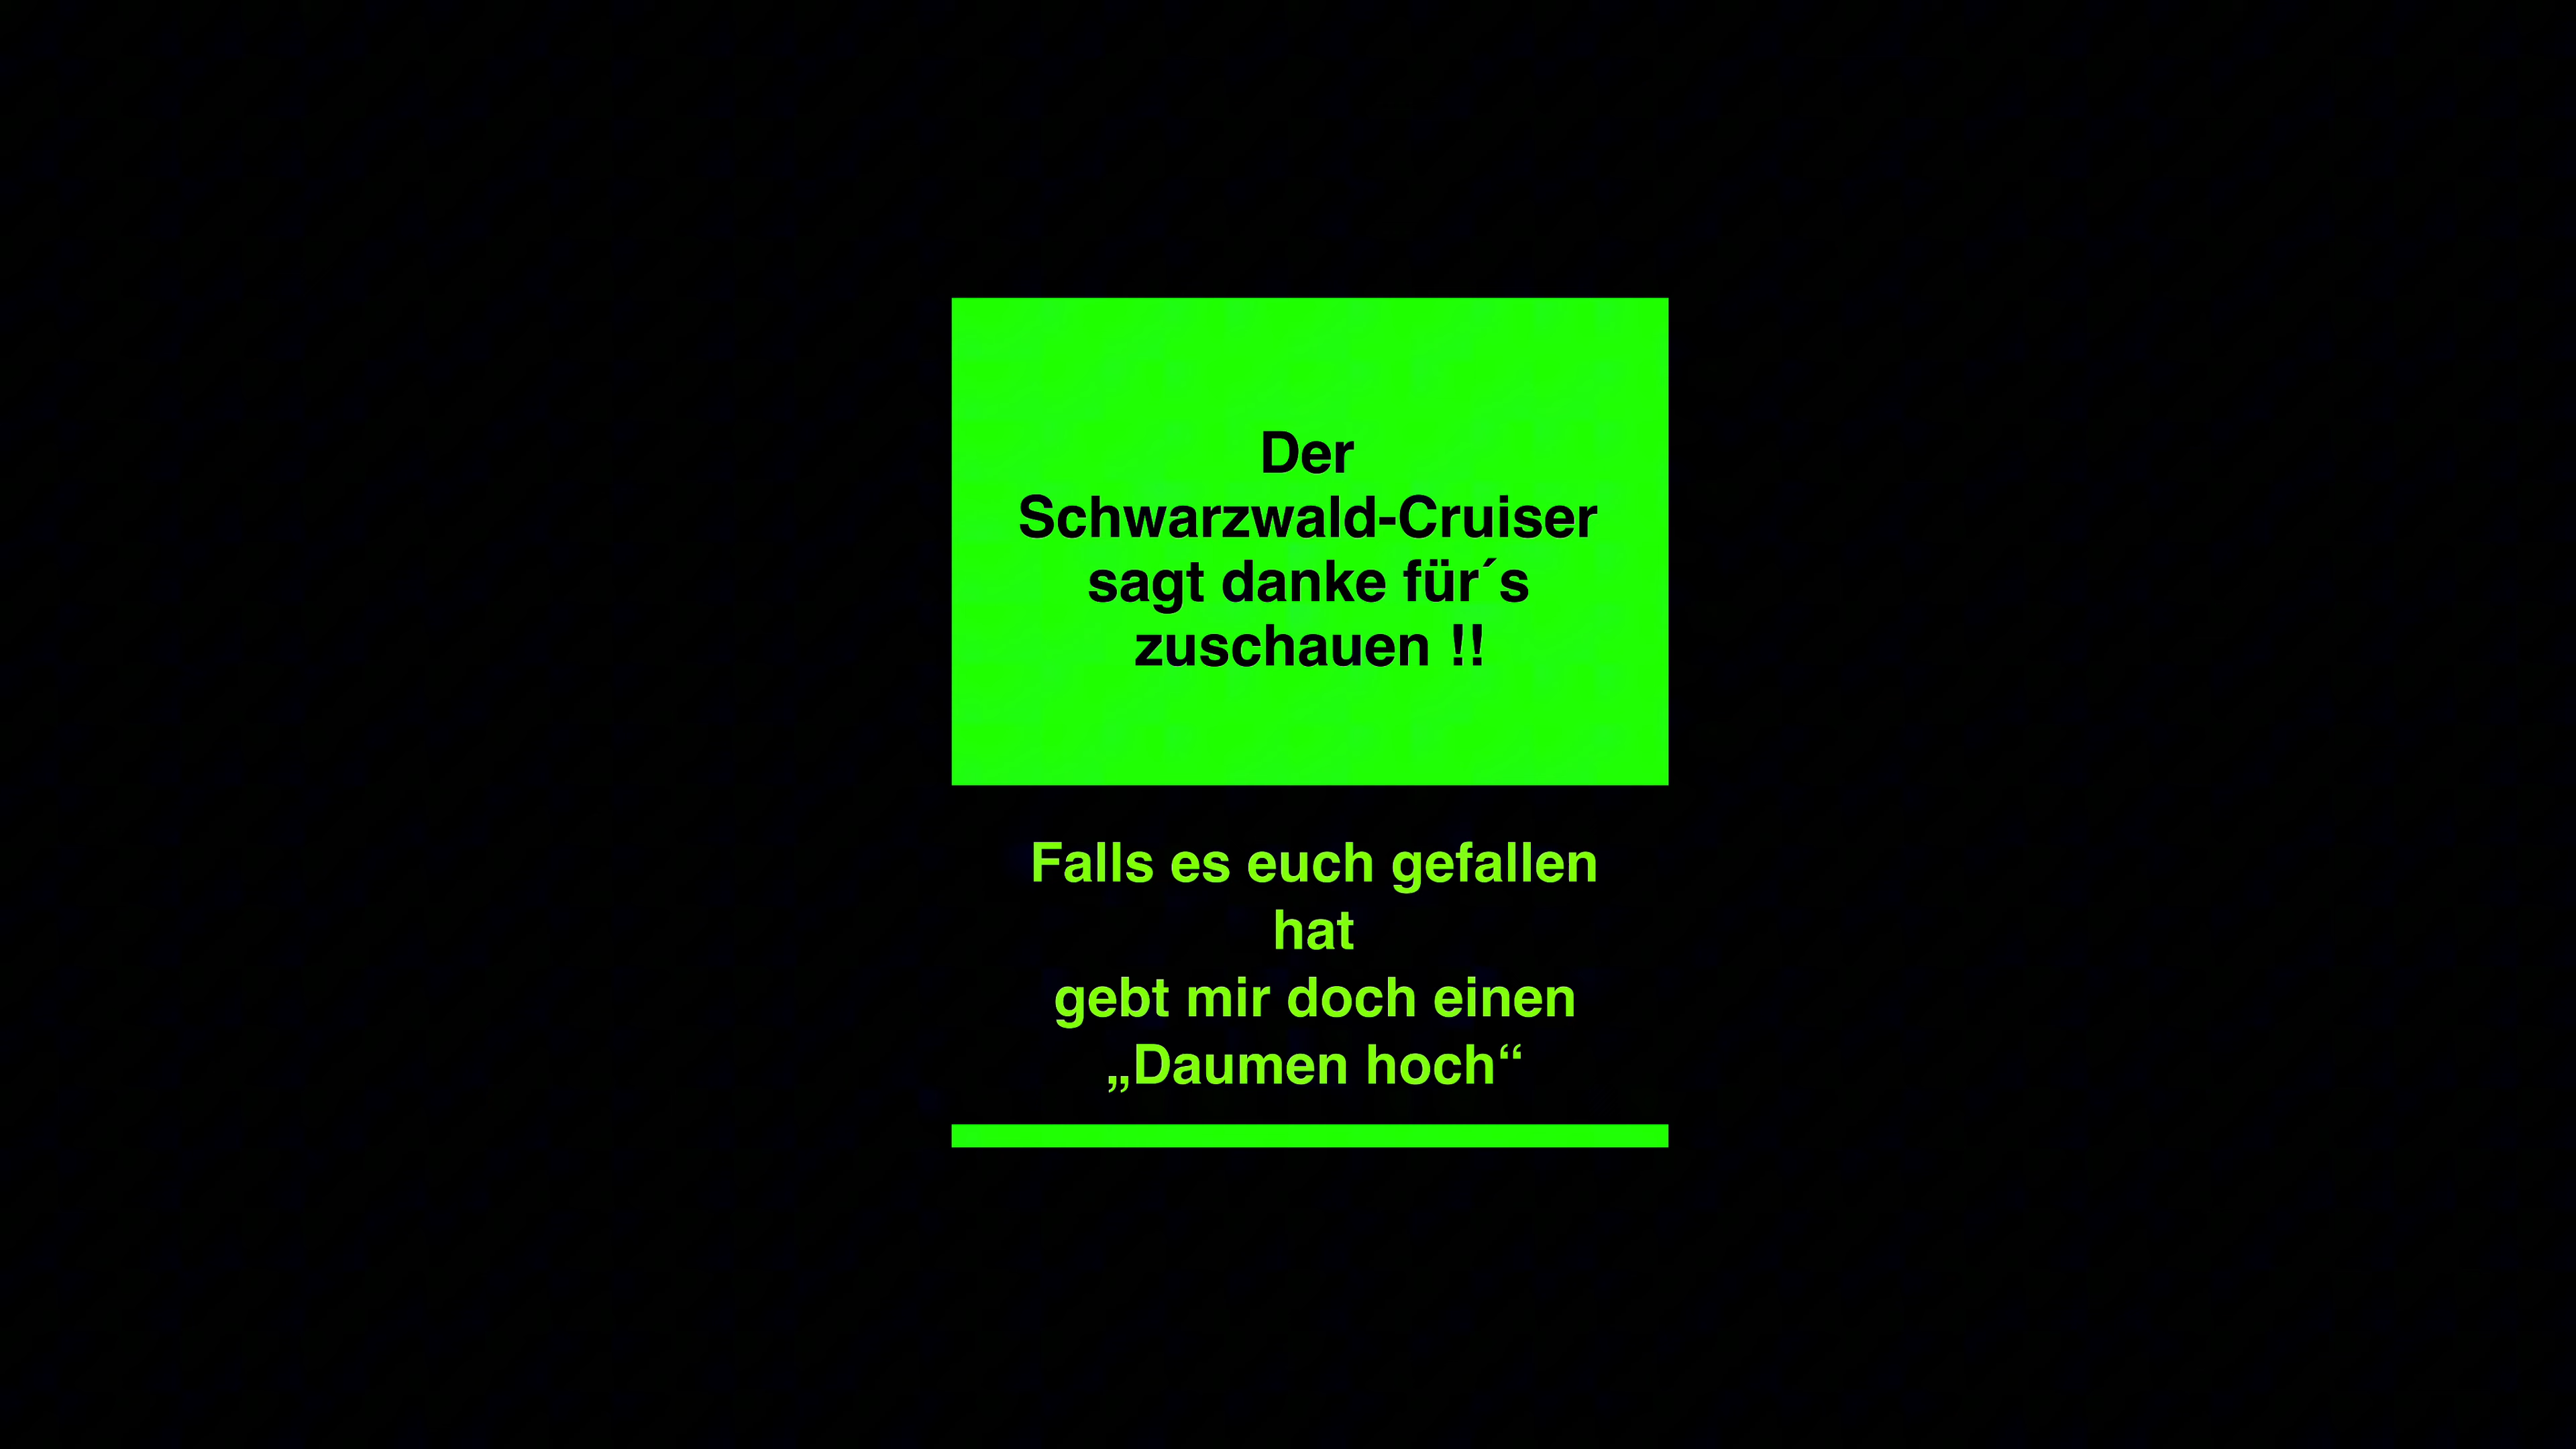 Der
Schwarzwald-Cruiser
sagt danke für´s
zuschauen !!
Falls es euch gefallen
hat
gebt mir doch einen
„Daumen hoch“